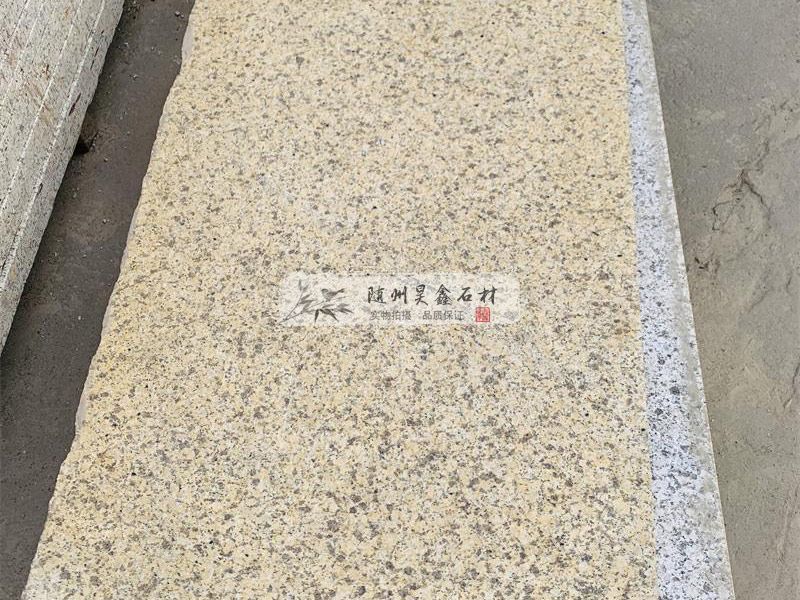 随州昊鑫石材
实物拍摄 品质保证